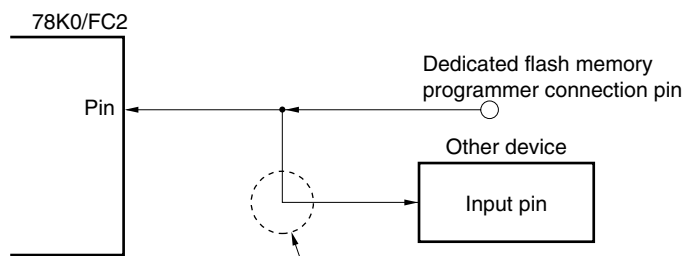 78K0/FC2
Dedicated flash memory
programmer connection pin
Pin
Other device
Input pin